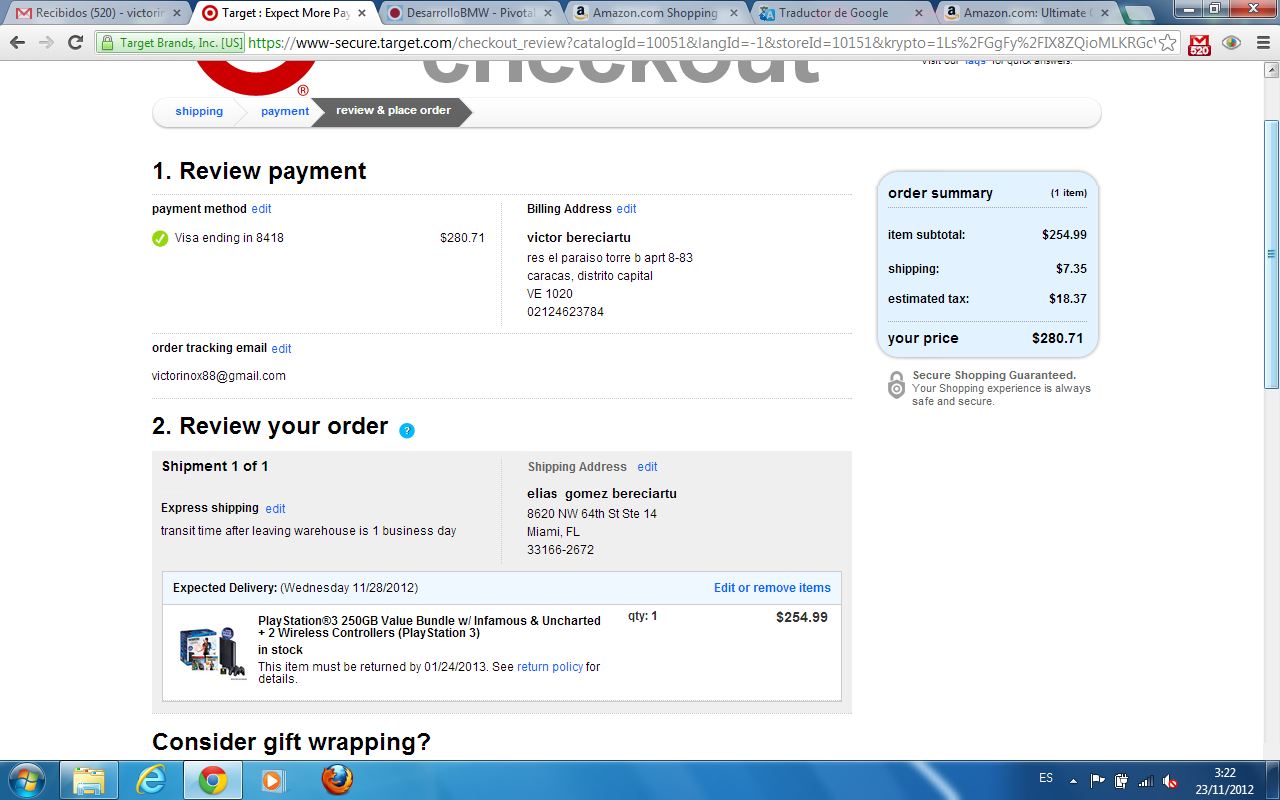 Recibidos (520) - victorin
Target : Expect More Pay
DesarrolloBMW - Pivotal
Amazon.com Shopping
Traductor de Google
Amazon.com: Ultimate
Target Brands, Inc. [US]
https://www-secure.target.com/checkout_review?catalogId=10051&langId=-1&storeId=10151&krypto=1Ls%2FGgFy%2FIX8ZQioMLKRGc
520
checkout
visit our faqs for quick answers.
®
shipping
payment
review & place order
1. Review payment
payment method edit
Visa ending in 8418 $280.71
Billing Address edit
victor bereciartu
res el paraiso torre b aprt 8-83
caracas, distrito capital
VE 1020
02124623784
order tracking email edit
victorinox88@gmail.com
order summary (1 item)
item subtotal: $254.99
shipping: $7.35
estimated tax: $18.37
your price $280.71
Secure Shopping Guaranteed.
Your Shopping experience is always
safe and secure.
2. Review your order ?
Shipment 1 of 1
Express shipping edit
transit time after leaving warehouse is 1 business day
Shipping Address edit
elias gomez bereciartu
8620 NW 64th St Ste 14
Miami, FL
33166-2672
Expected Delivery: (Wednesday 11/28/2012) Edit or remove items
PlayStation®3 250GB Value Bundle w/ Infamous & Uncharted
+ 2 Wireless Controllers (PlayStation 3)
in stock
This item must be returned by 01/24/2013. See return policy for
details.
qty: 1
$254.99
Consider gift wrapping?
ES
3:22
23/11/2012